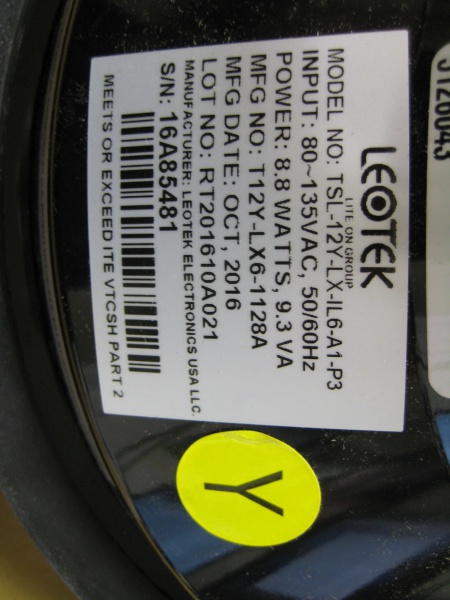 LEOTEK
LITE ON GROUP
MODEL NO: TSL-12Y-LX-IL6-A1-P3
INPUT: 80~135VAC, 50/60Hz
POWER: 8.8 WATTS, 9.3 VA
MFG NO: T12Y-LX6-1128A
MFG DATE: OCT, 2016
LOT NO: RT201610A021
MANUFACTURER: LEOTEK ELECTRONICS USA LLC.
S/N: 16A85481
MEETS OR EXCEED ITE VTCSH PART 2
Y